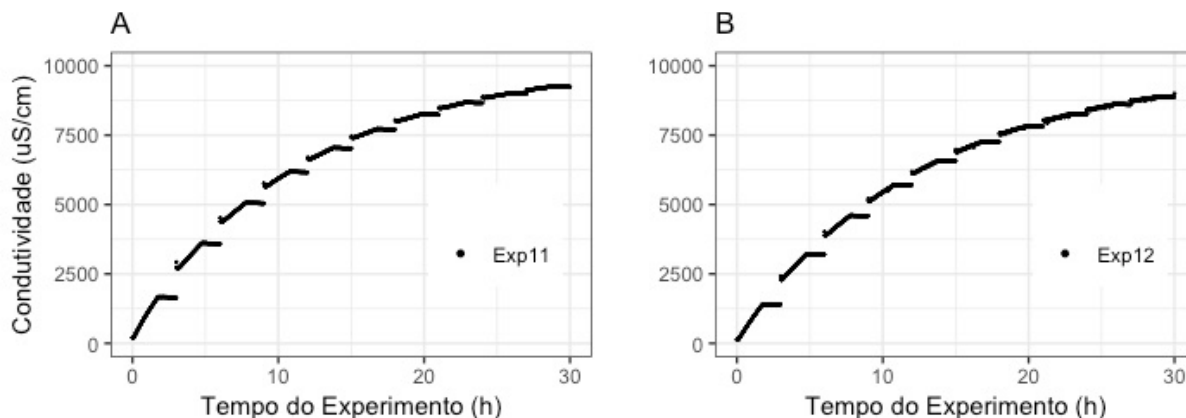 A
10000
7500
5000
2500
0
Condutividade (uS/cm)
Exp11
0 10 20 30
Tempo do Experimento (h)
B
10000
7500
5000
2500
0
Exp12
0 10 20 30
Tempo do Experimento (h)